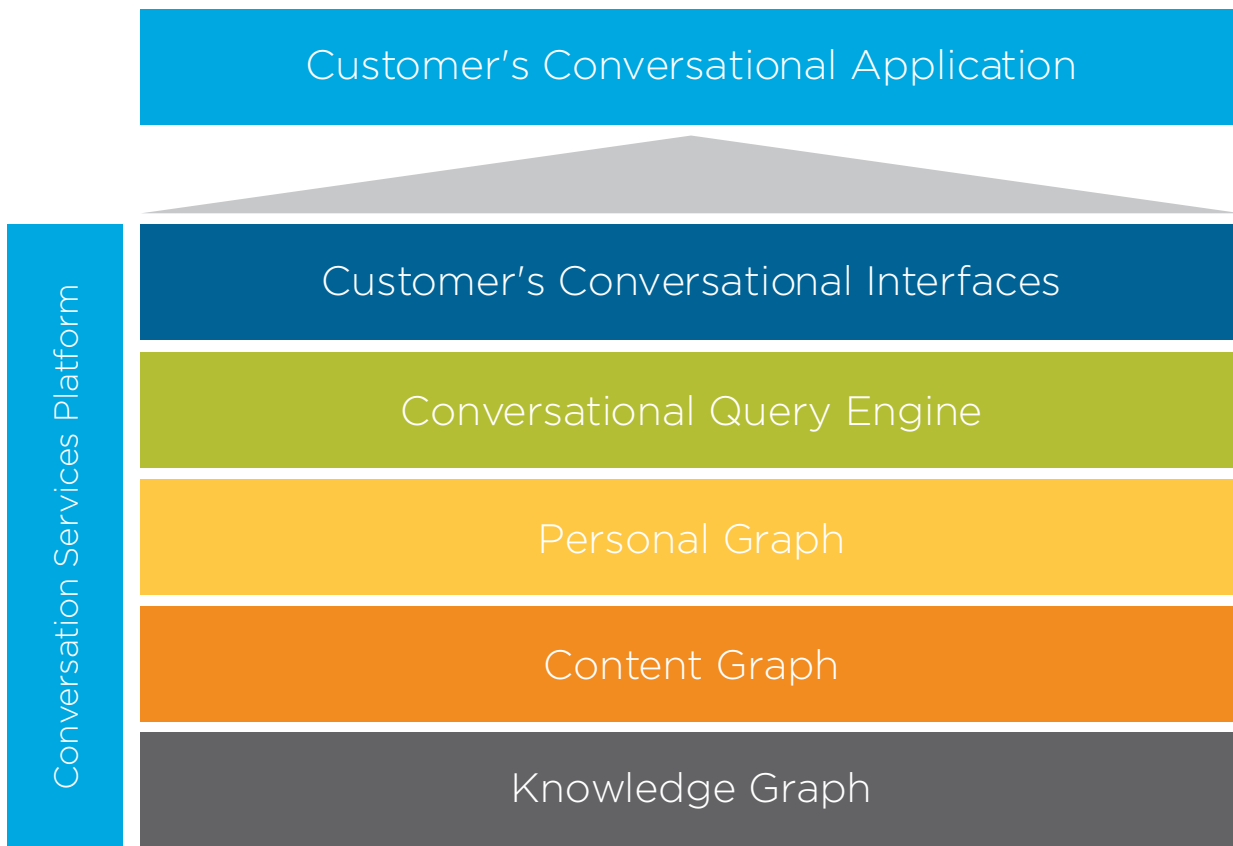 Customer's Conversational Application
Conversation Services Platform
Customer's Conversational Interfaces
Conversational Query Engine
Personal Graph
Content Graph
Knowledge Graph